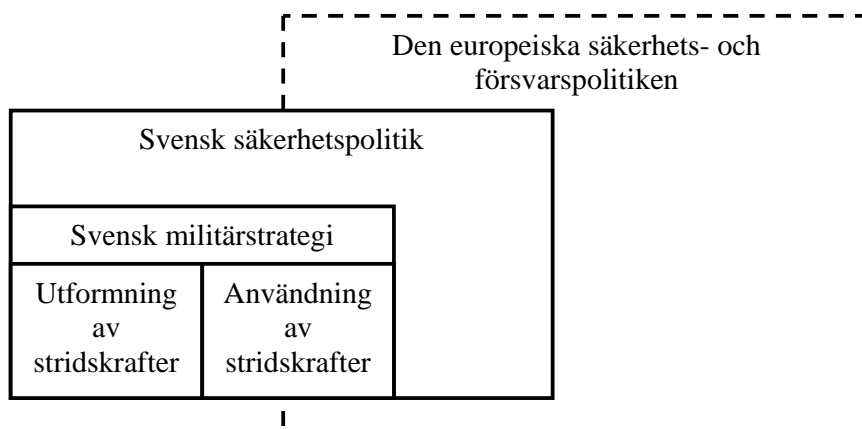 Den europeiska säkerhets- och
försvarspolitiken
Svensk säkerhetspolitik
Svensk militärstrategi
Utformning
av
stridskrafter
Användning
av
stridskrafter